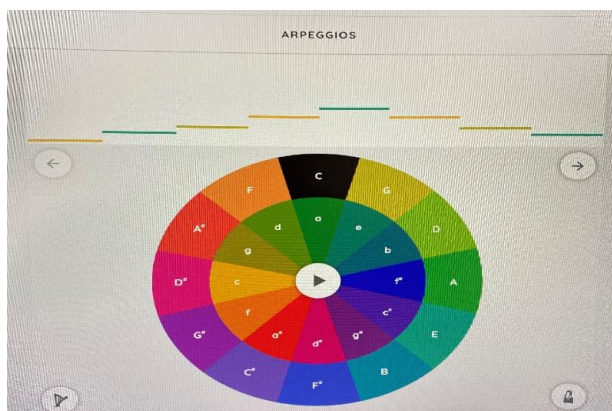 ARPEGGIOS
C
F G
a
d e
A# D
g b
D# c f# A
f c#
G# a# g# E
d#
C# B
F#